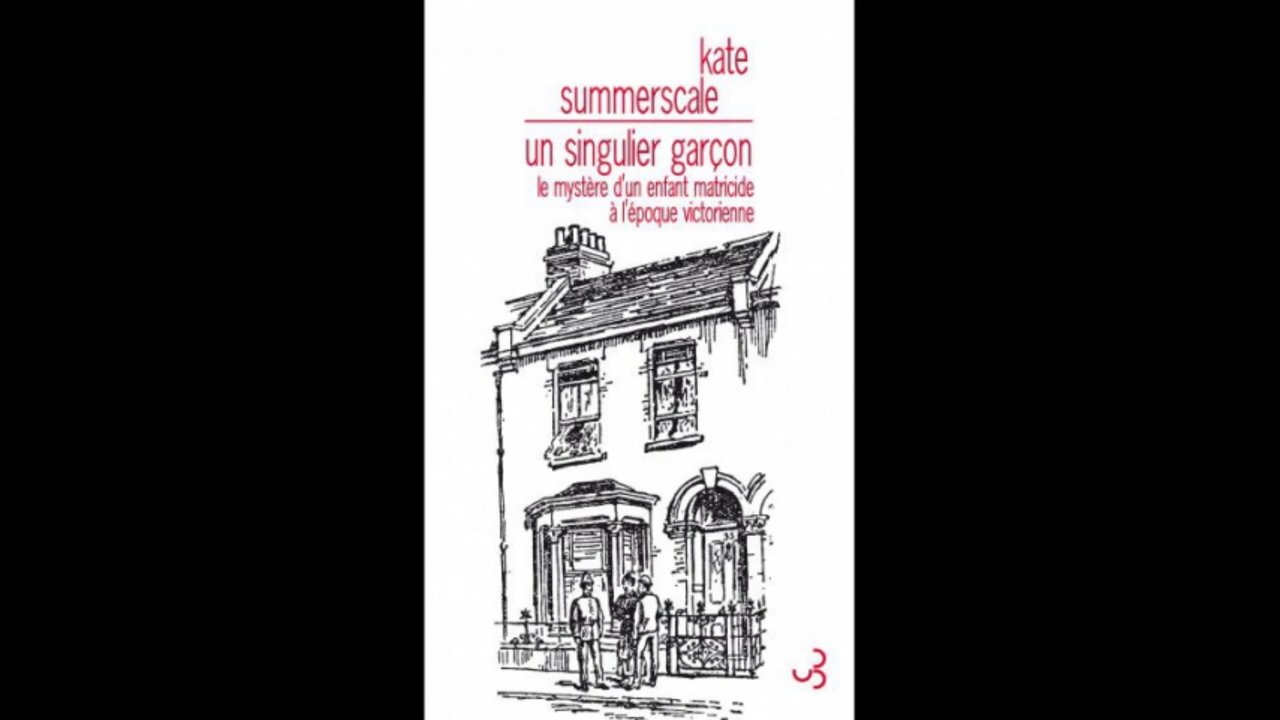 kate
summerscale
un singulier garçon
le mystère d'un enfant matricide
à l'époque victorienne